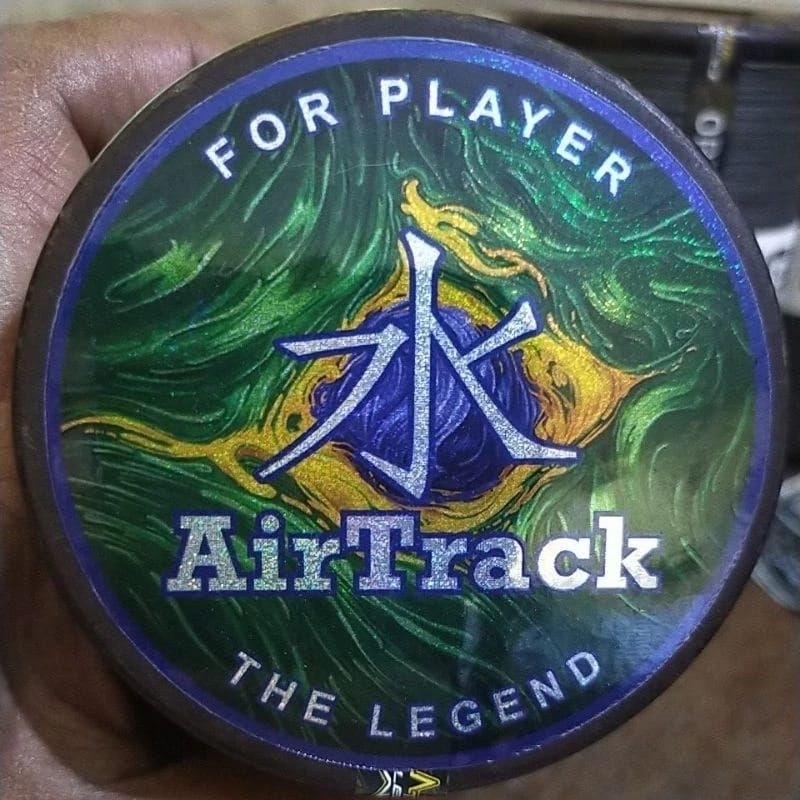 FOR PLAYER
水
AirTrack
THE LEGEND